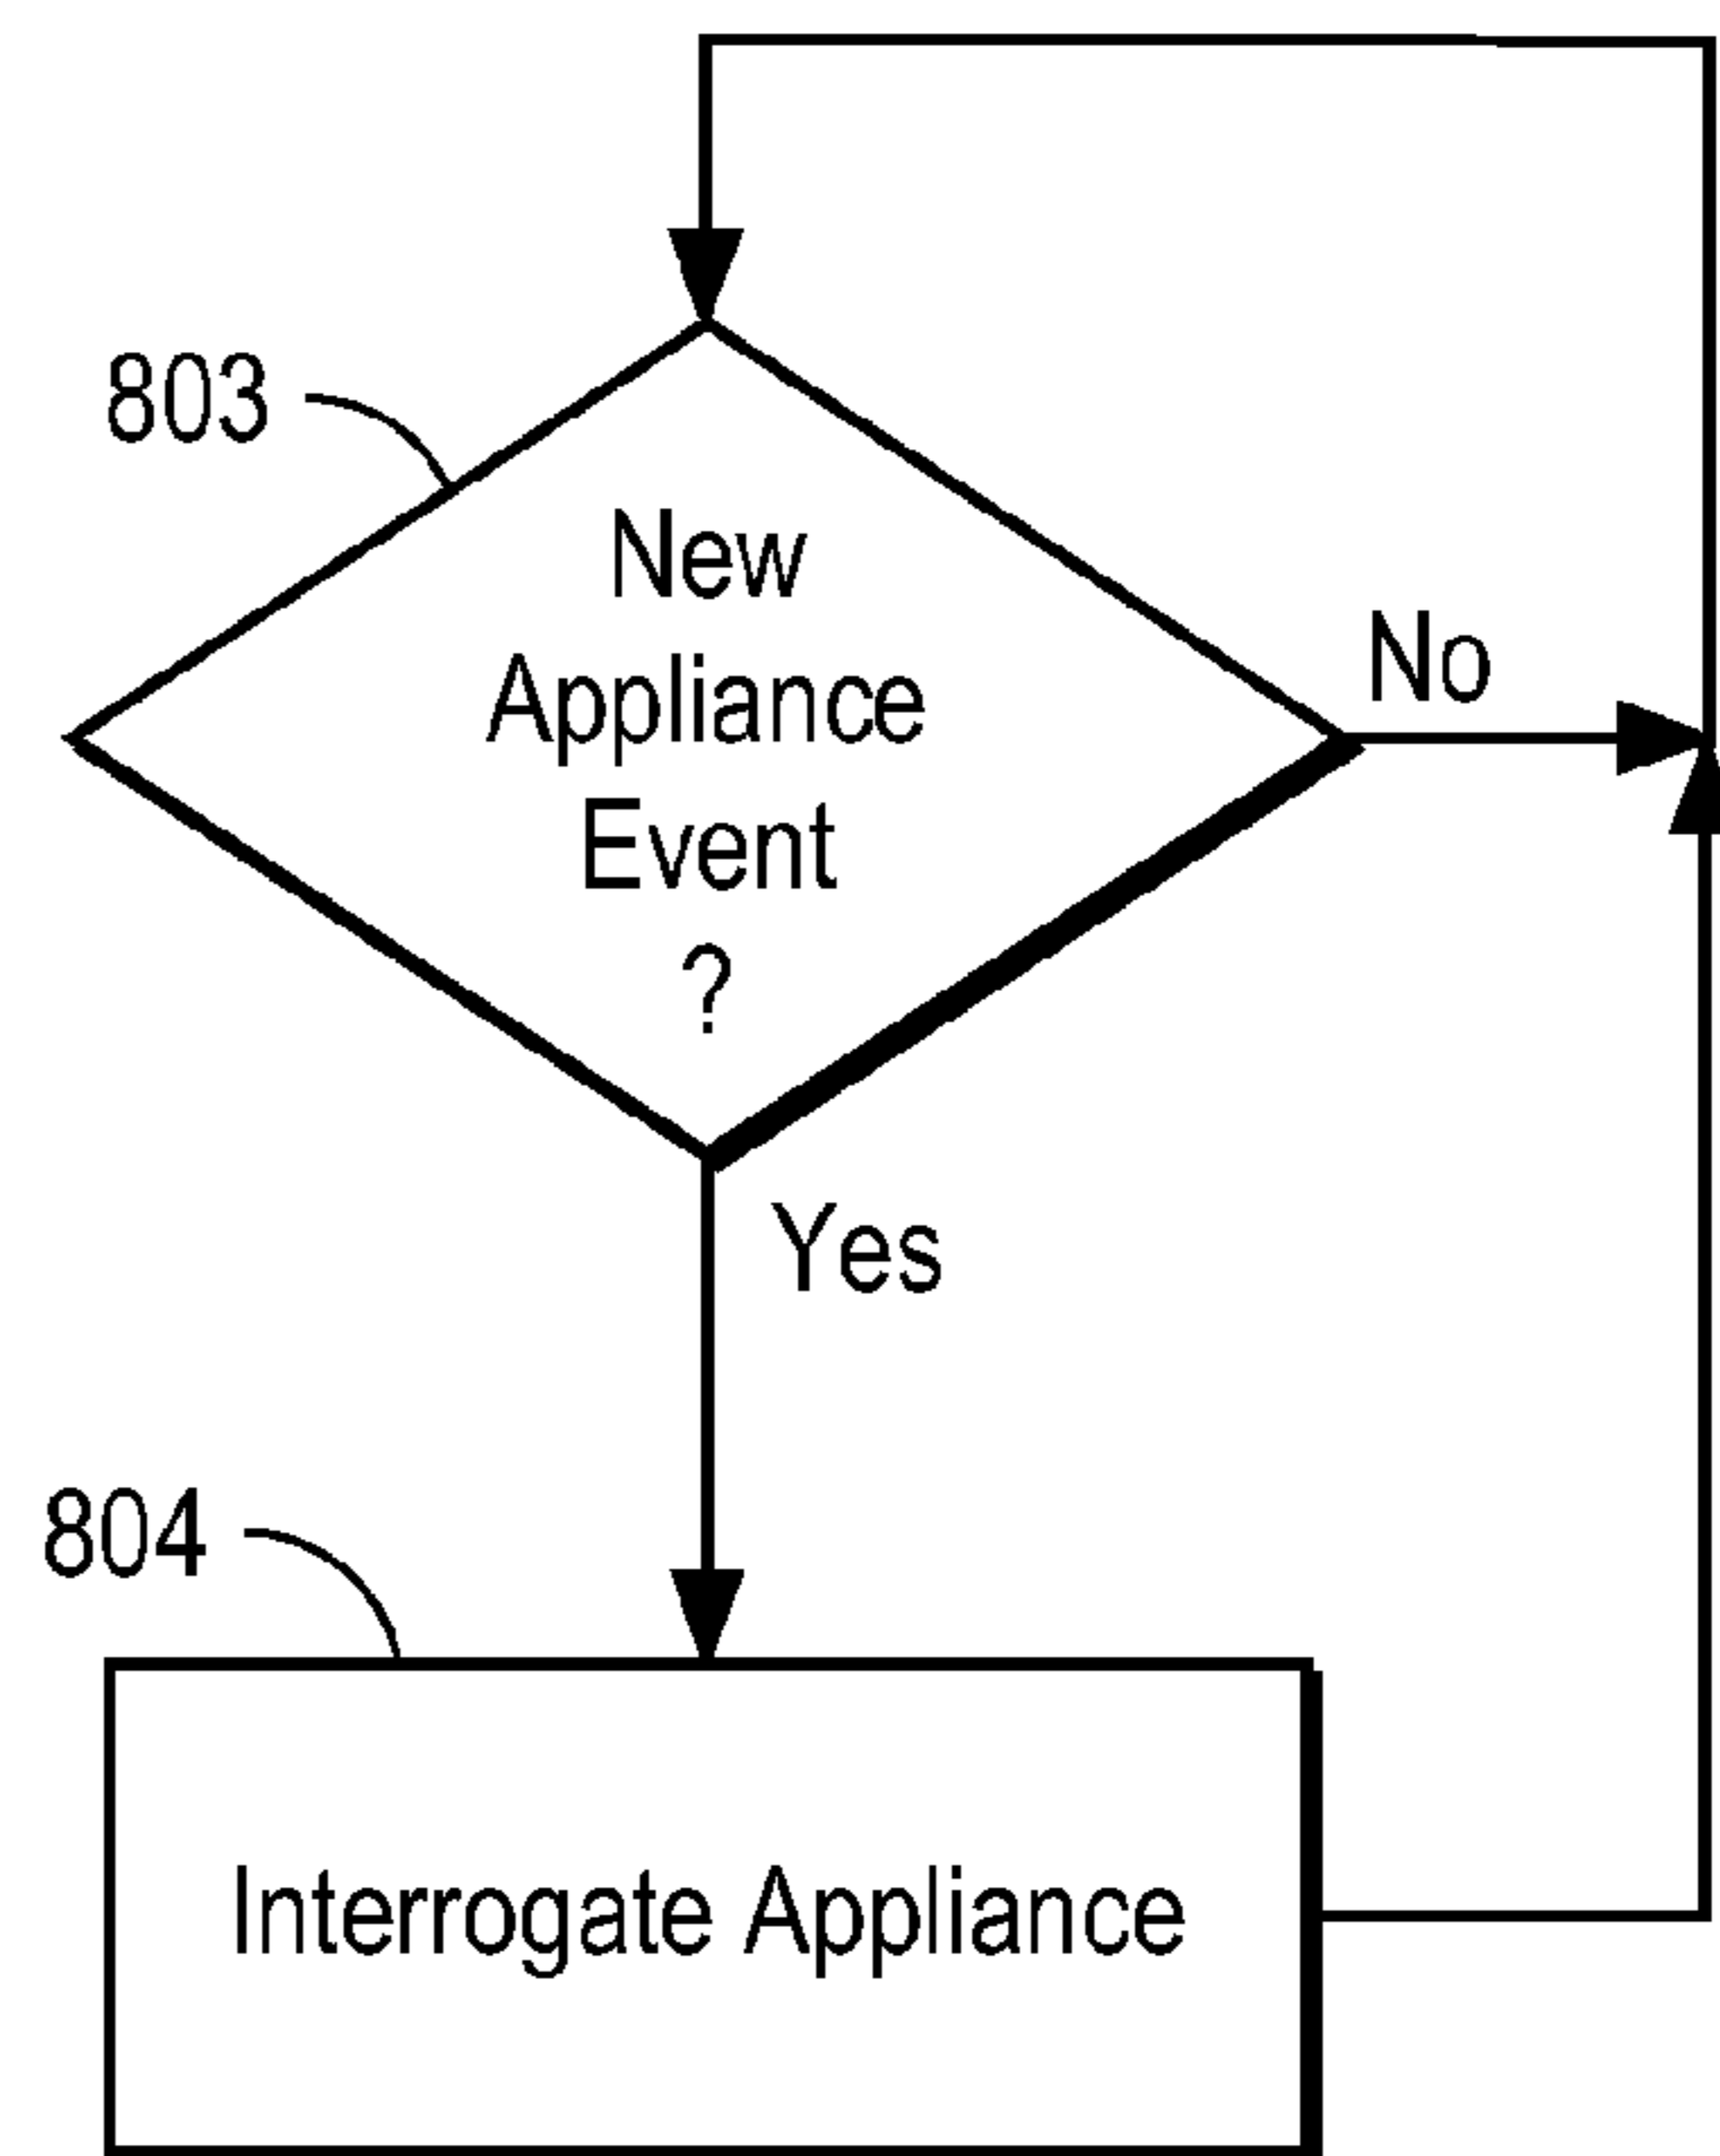 803
New
Appliance
Event
?
No
Yes
804
Interrogate Appliance